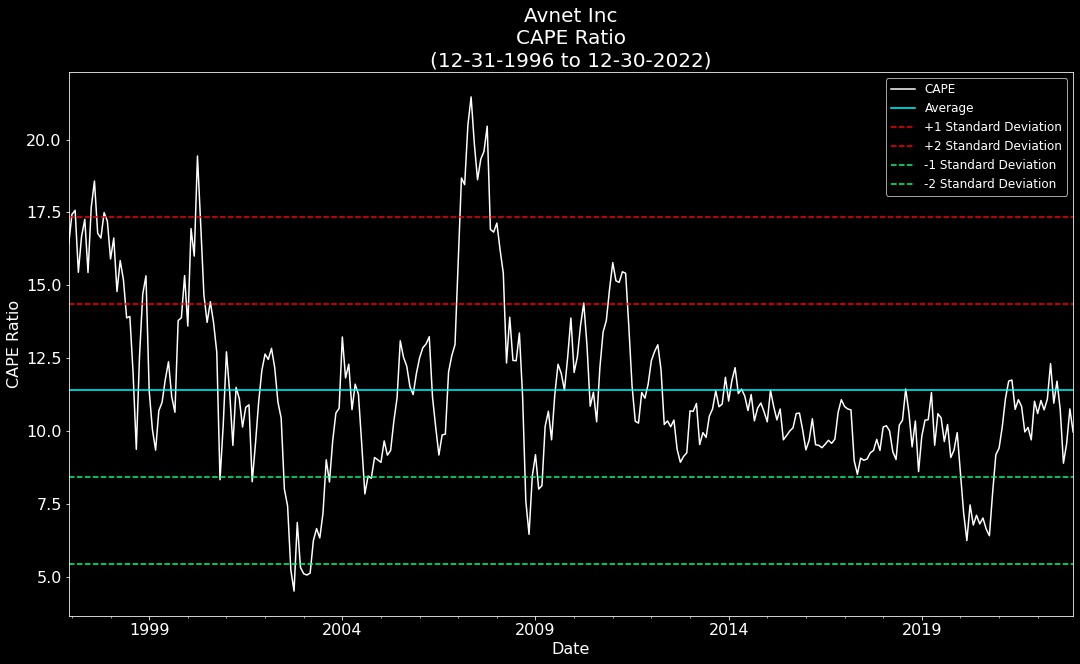 Avnet Inc
CAPE Ratio
(12-31-1996 to 12-30-2022)
CAPE
Average
+1 Standard Deviation
+2 Standard Deviation
-1 Standard Deviation
-2 Standard Deviation
CAPE Ratio
20.0
17.5
15.0
12.5
10.0
7.5
5.0
1999
2004
2009
2014
2019
Date